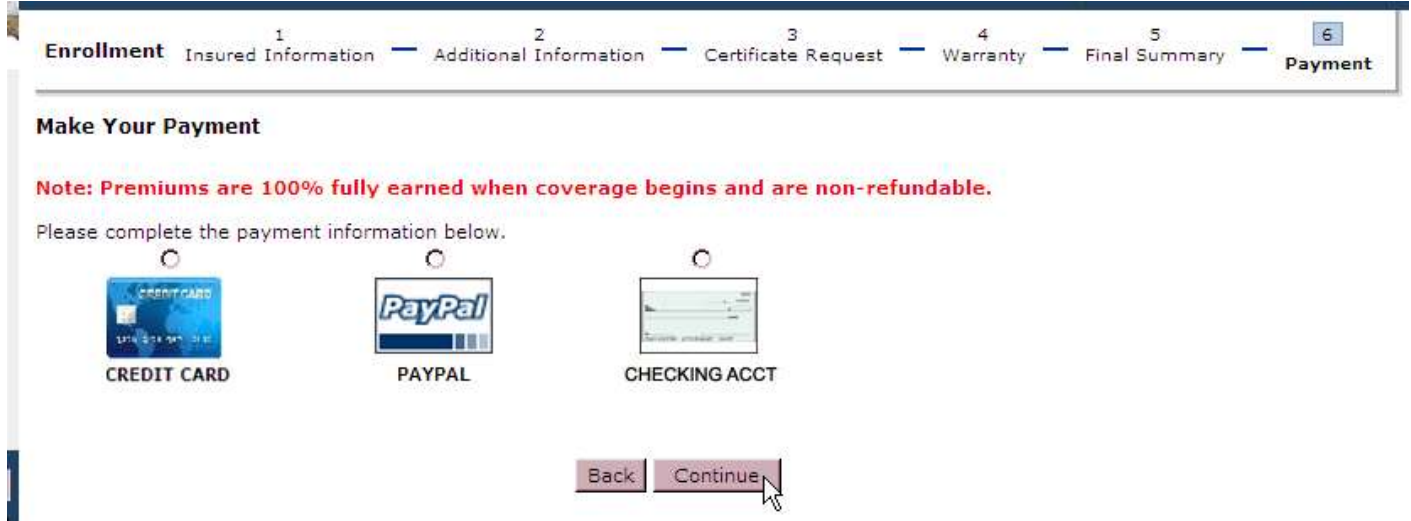 Enrollment
1
Insured Information
2
Additional Information
3
Certificate Request
4
Warranty
5
Final Summary
6
Payment
Make Your Payment
Note: Premiums are 100% fully earned when coverage begins and are non-refundable.
Please complete the payment information below.
CREDIT CARD
PayPal
CREDIT CARD
PAYPAL
CHECKING ACCT
Back
Continue